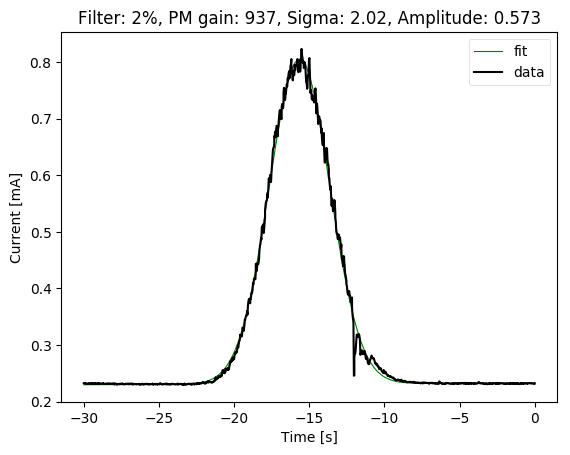 Filter: 2%, PM gain: 937, Sigma: 2.02, Amplitude: 0.573
fit
data
0.8
0.7
0.6
0.5
0.4
0.3
0.2
Current [mA]
−30
−25
−20
−15
−10
−5
0
Time [s]